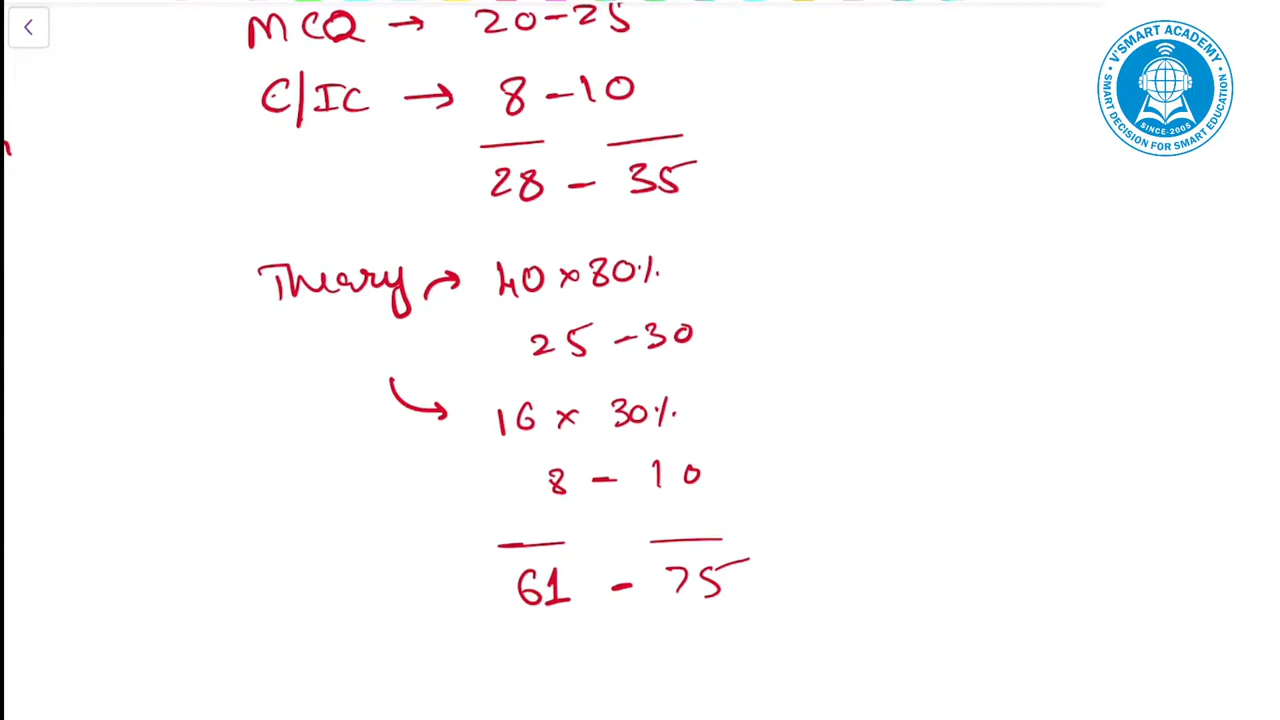 MCQ → 20-25
C/IC → 8-10
28 - 35
Theory → 40 x 80%
25 - 30
→ 16 x 30%
8 - 10
61 - 75
V'SMART ACADEMY
SINCE-2005
SMART DECISION FOR SMART EDUCATION